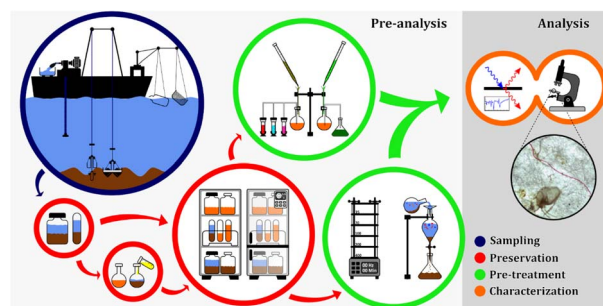 Pre-analysis
Analysis
Sampling
Preservation
Pre-treatment
Characterization